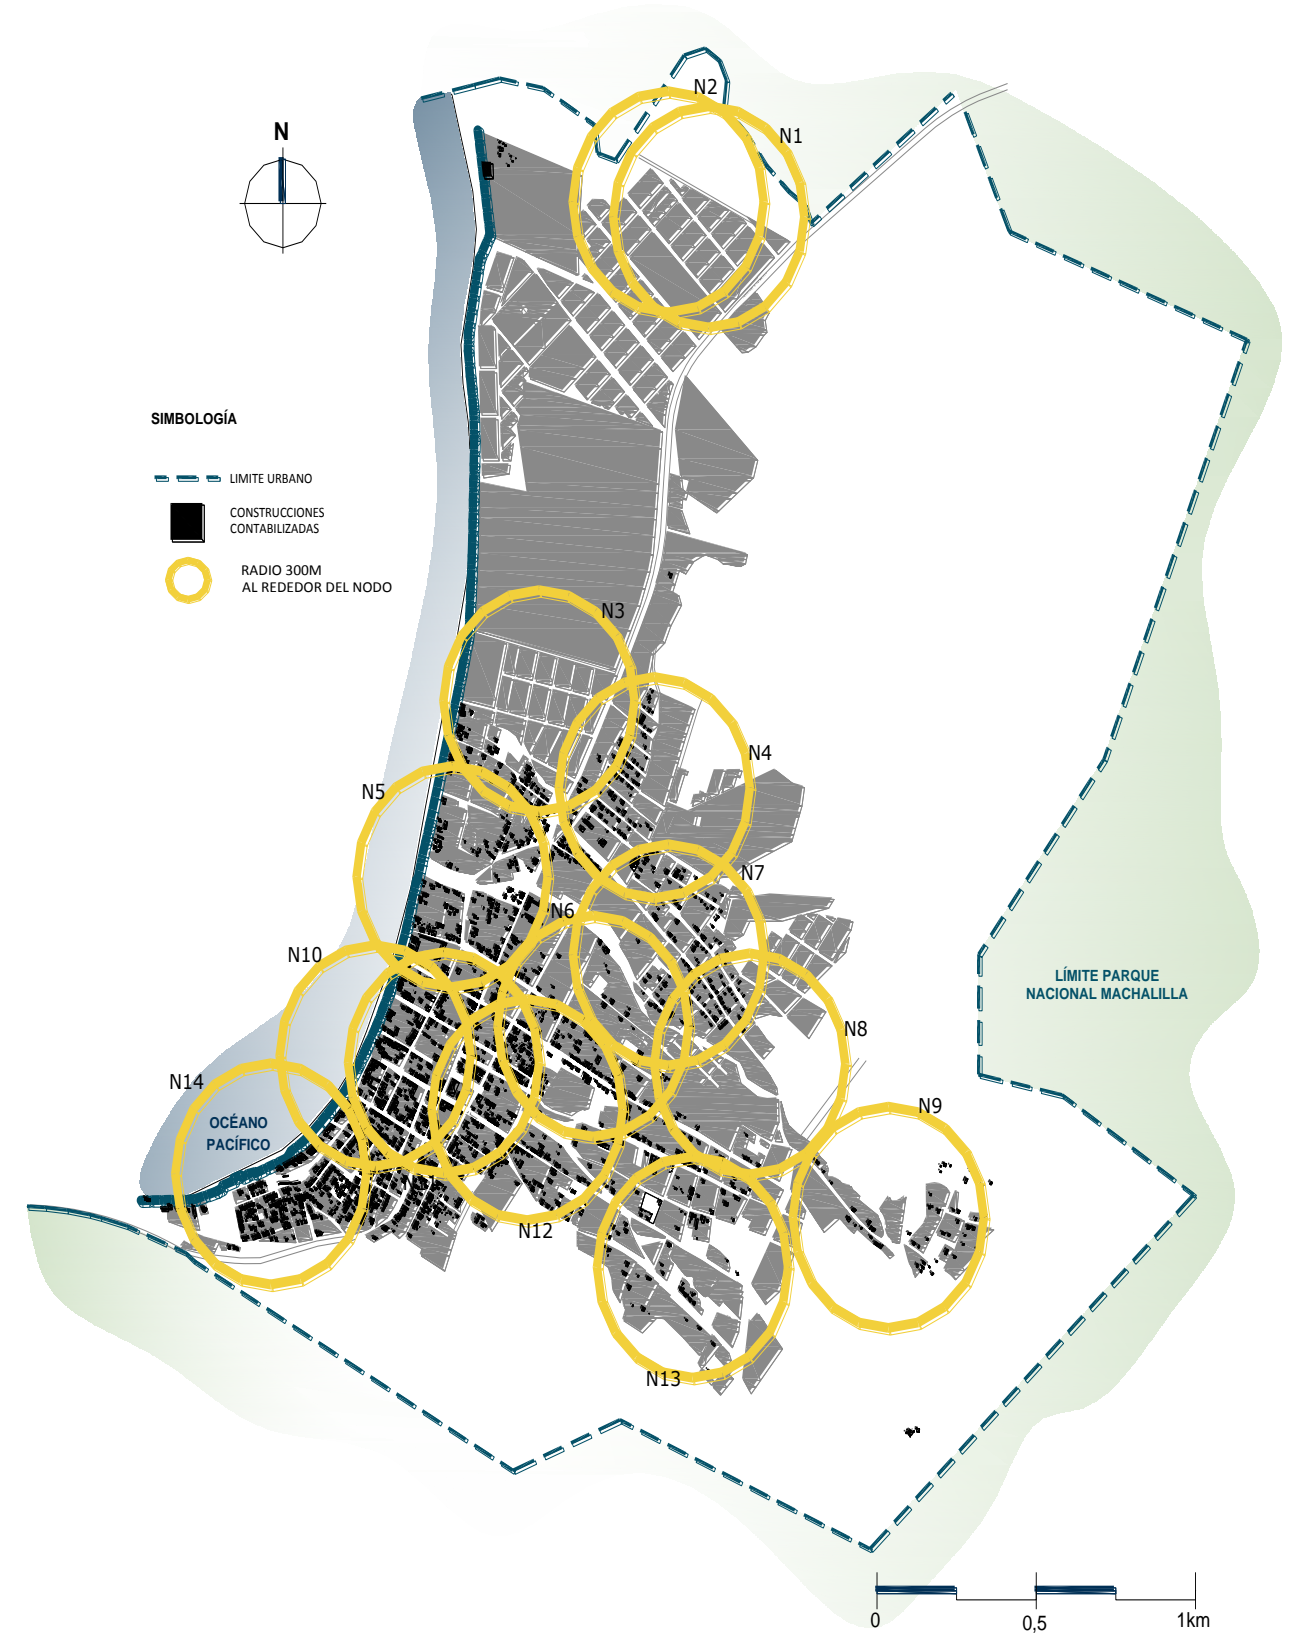 N2
N1
N
SIMBOLOGÍA
LIMITE URBANO
CONSTRUCCIONES
CONTABILIZADAS
RADIO 300M
AL REDEDOR DEL NODO
N3
N4
N5
N7
N6
N10
LÍMITE PARQUE
NACIONAL MACHALILLA
N8
N14
N9
OCÉANO
PACÍFICO
N12
N13
0
0,5
1km